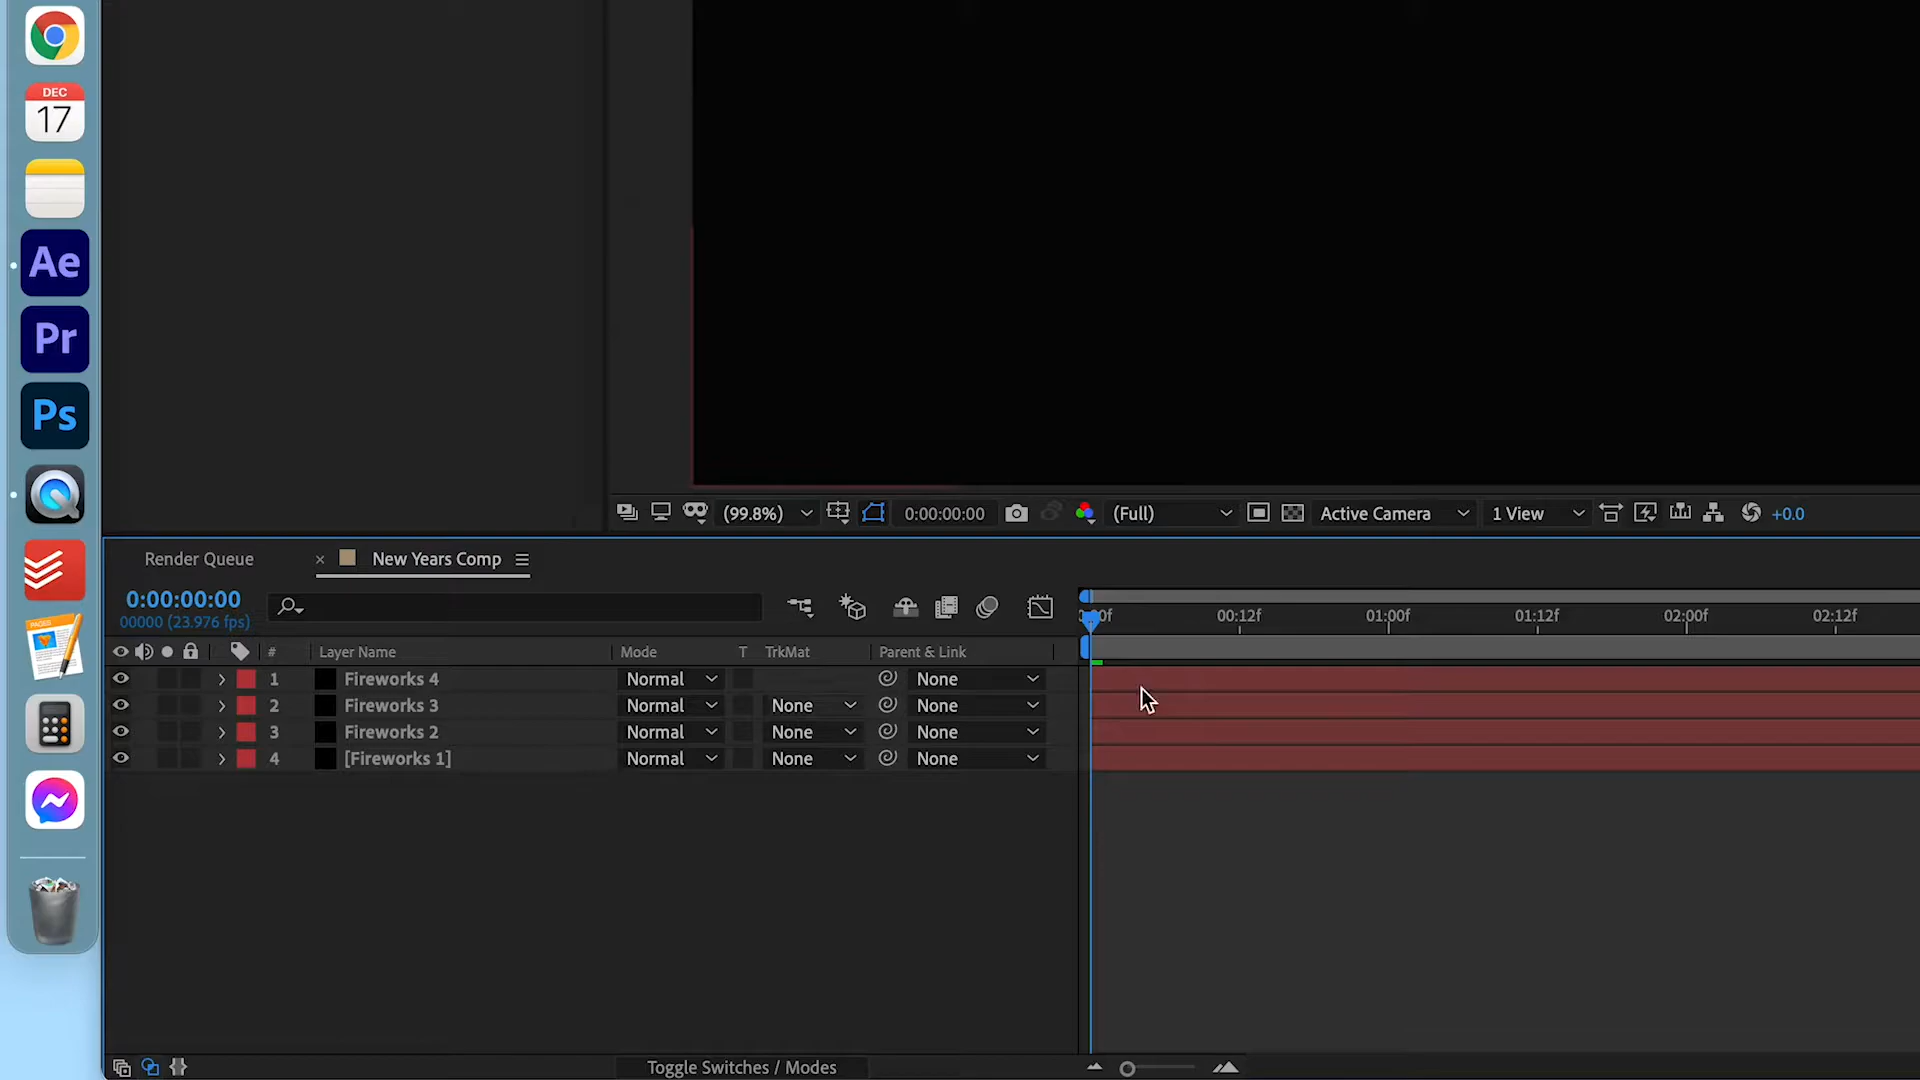 DEC
17
Ae
Pr
Ps
PAGES
(99.8%)
0:00:00:00
(Full)
Active Camera
1 View
+0.0
Render Queue
× New Years Comp
0:00:00:00
00000 (23.976 fps)
00:12f
01:00f
01:12f
02:00f
02:12f
# Layer Name Mode T TrkMat Parent & Link
1 Fireworks 4 Normal None
2 Fireworks 3 Normal None None
3 Fireworks 2 Normal None None
4 [Fireworks 1] Normal None None
Toggle Switches / Modes